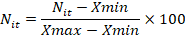 N_it = (N_it − Xmin) / (Xmax − Xmin) × 100